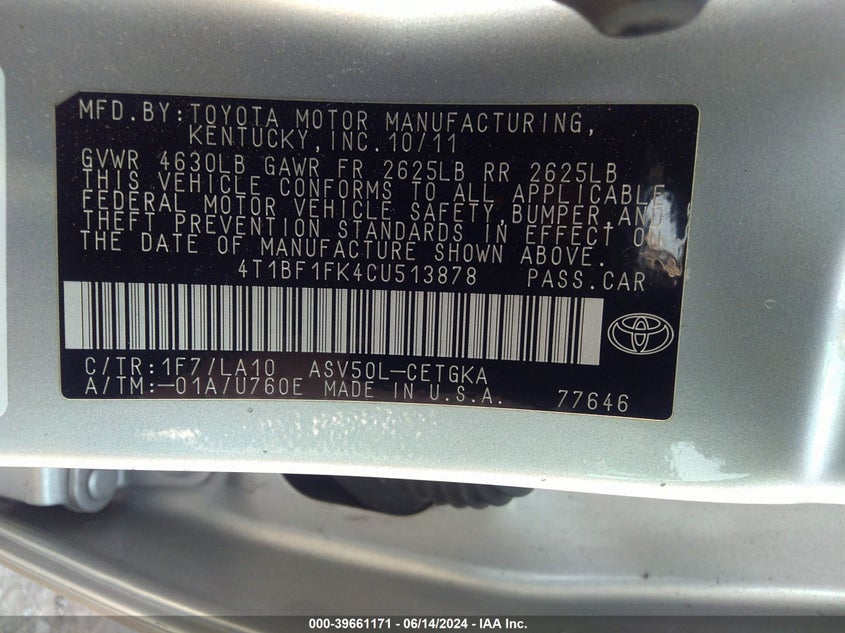 MFD.BY:TOYOTA MOTOR MANUFACTURING,
KENTUCKY,INC.10/11
GVWR 4630LB GAWR FR 2625LB RR 2625LB
THIS VEHICLE CONFORMS TO ALL APPLICABLE
FEDERAL MOTOR VEHICLE SAFETY,BUMPER,AND
THEFT PREVENTION STANDARDS IN EFFECT ON
THE DATE OF MANUFACTURE SHOWN ABOVE.
4T1BF1FK4CU513878 PASS.CAR
C/TR:1F7/LA10 ASV50L-CETGKA
A/TM:-01A/U760E MADE IN U.S.A. 77646
000-39661171 - 06/14/2024 - IAA Inc.